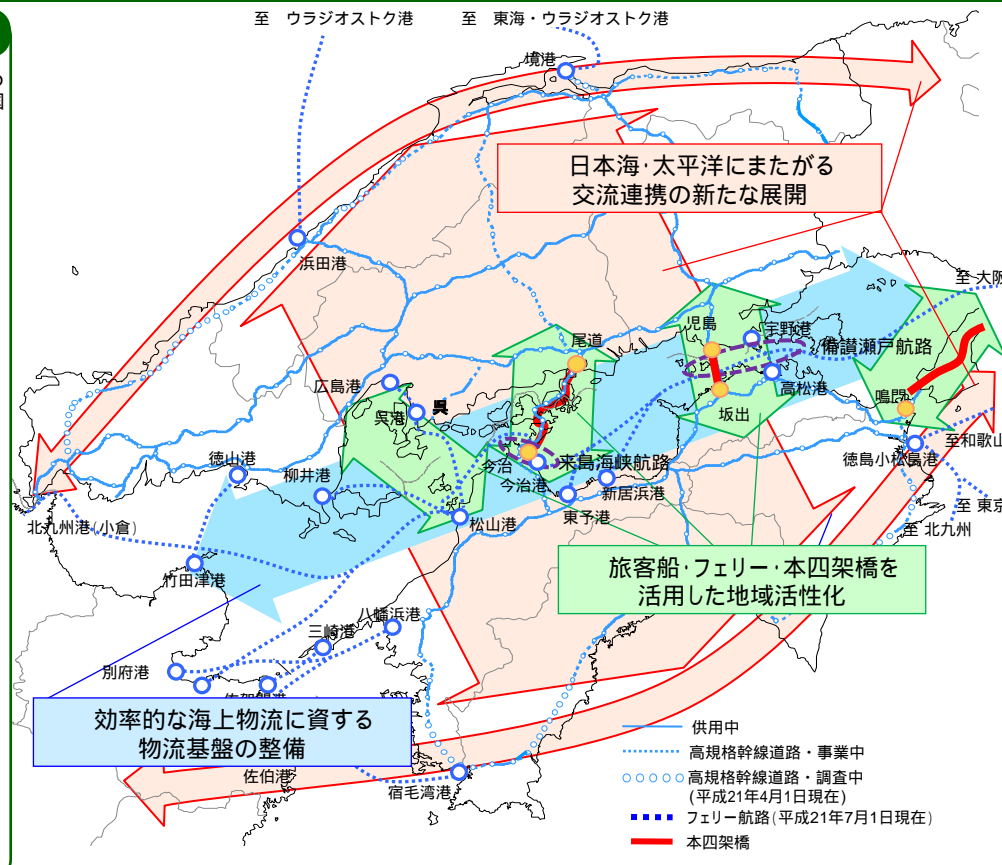 至 ウラジオストク港
至 東海・ウラジオストク港
境港
日本海・太平洋にまたがる
交流連携の新たな展開
浜田港
至 大阪
尾道
児島
宇野港
備讃瀬戸航路
広島港
呉港
呉
高松港
坂出
鳴門
至和歌山
徳島小松島港
徳山港
柳井港
今治
来島海峡航路
今治港
新居浜港
東予港
松山港
至 東京
至 北九州
北九州港(小倉)
竹田津港
旅客船・フェリー・本四架橋を
活用した地域活性化
八幡浜港
三崎港
別府港
効率的な海上物流に資する
物流基盤の整備
佐伯港
宿毛湾港
供用中
高規格幹線道路・事業中
高規格幹線道路・調査中
(平成21年4月1日現在)
フェリー航路(平成21年7月1日現在)
本四架橋